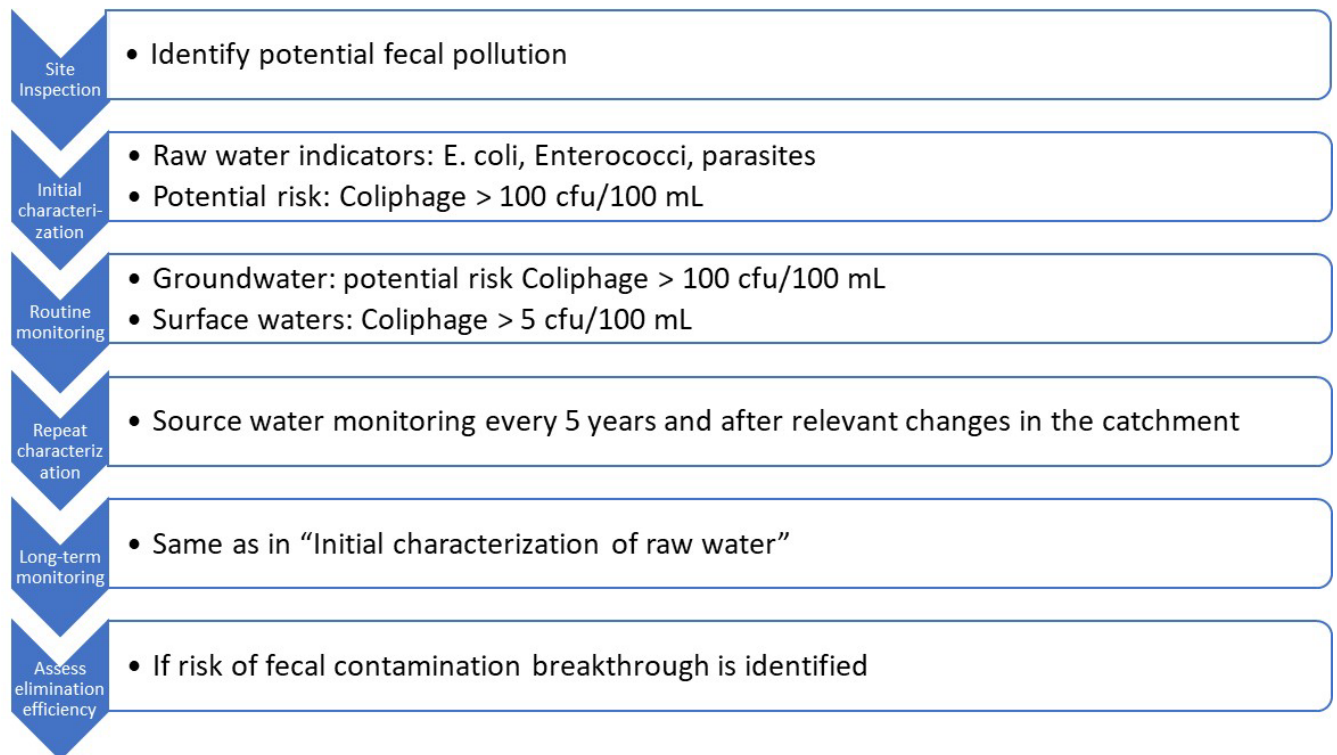 Site
Inspection
• Identify potential fecal pollution
Initial
characteri-
zation
• Raw water indicators: E. coli, Enterococci, parasites
• Potential risk: Coliphage > 100 cfu/100 mL
Routine
monitoring
• Groundwater: potential risk Coliphage > 100 cfu/100 mL
• Surface waters: Coliphage > 5 cfu/100 mL
Repeat
characteriz
ation
• Source water monitoring every 5 years and after relevant changes in the catchment
Long-term
monitoring
• Same as in “Initial characterization of raw water”
Assess
elimination
efficiency
• If risk of fecal contamination breakthrough is identified